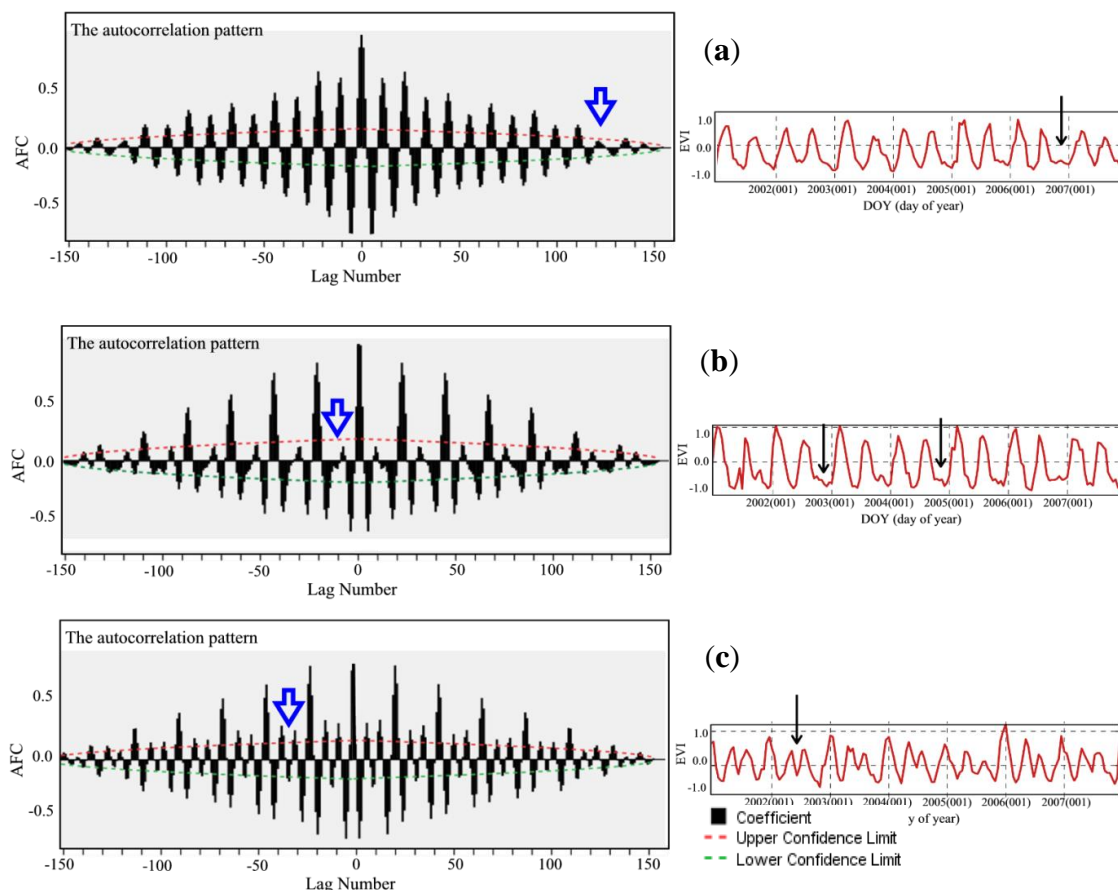 The autocorrelation pattern
(a)
0.5
0.0
-0.5
AFC
-150 -100 -50 0 50 100 150
Lag Number
EVI
1.0
0.0
-1.0
2002(001) 2003(001) 2004(001) 2005(001) 2006(001) 2007(001)
DOY (day of year)
The autocorrelation pattern
(b)
0.5
0.0
-0.5
AFC
-150 -100 -50 0 50 100 150
Lag Number
EVI
1.0
0.0
-1.0
2002(001) 2003(001) 2004(001) 2005(001) 2006(001) 2007(001)
DOY (day of year)
The autocorrelation pattern
(c)
0.5
0.0
-0.5
AFC
-150 -100 -50 0 50 100 150
Lag Number
EVI
1.0
0.0
-1.0
2002(001) 2003(001) 2004(001) 2005(001) 2006(001) 2007(001)
y of year)
Coefficient
Upper Confidence Limit
Lower Confidence Limit